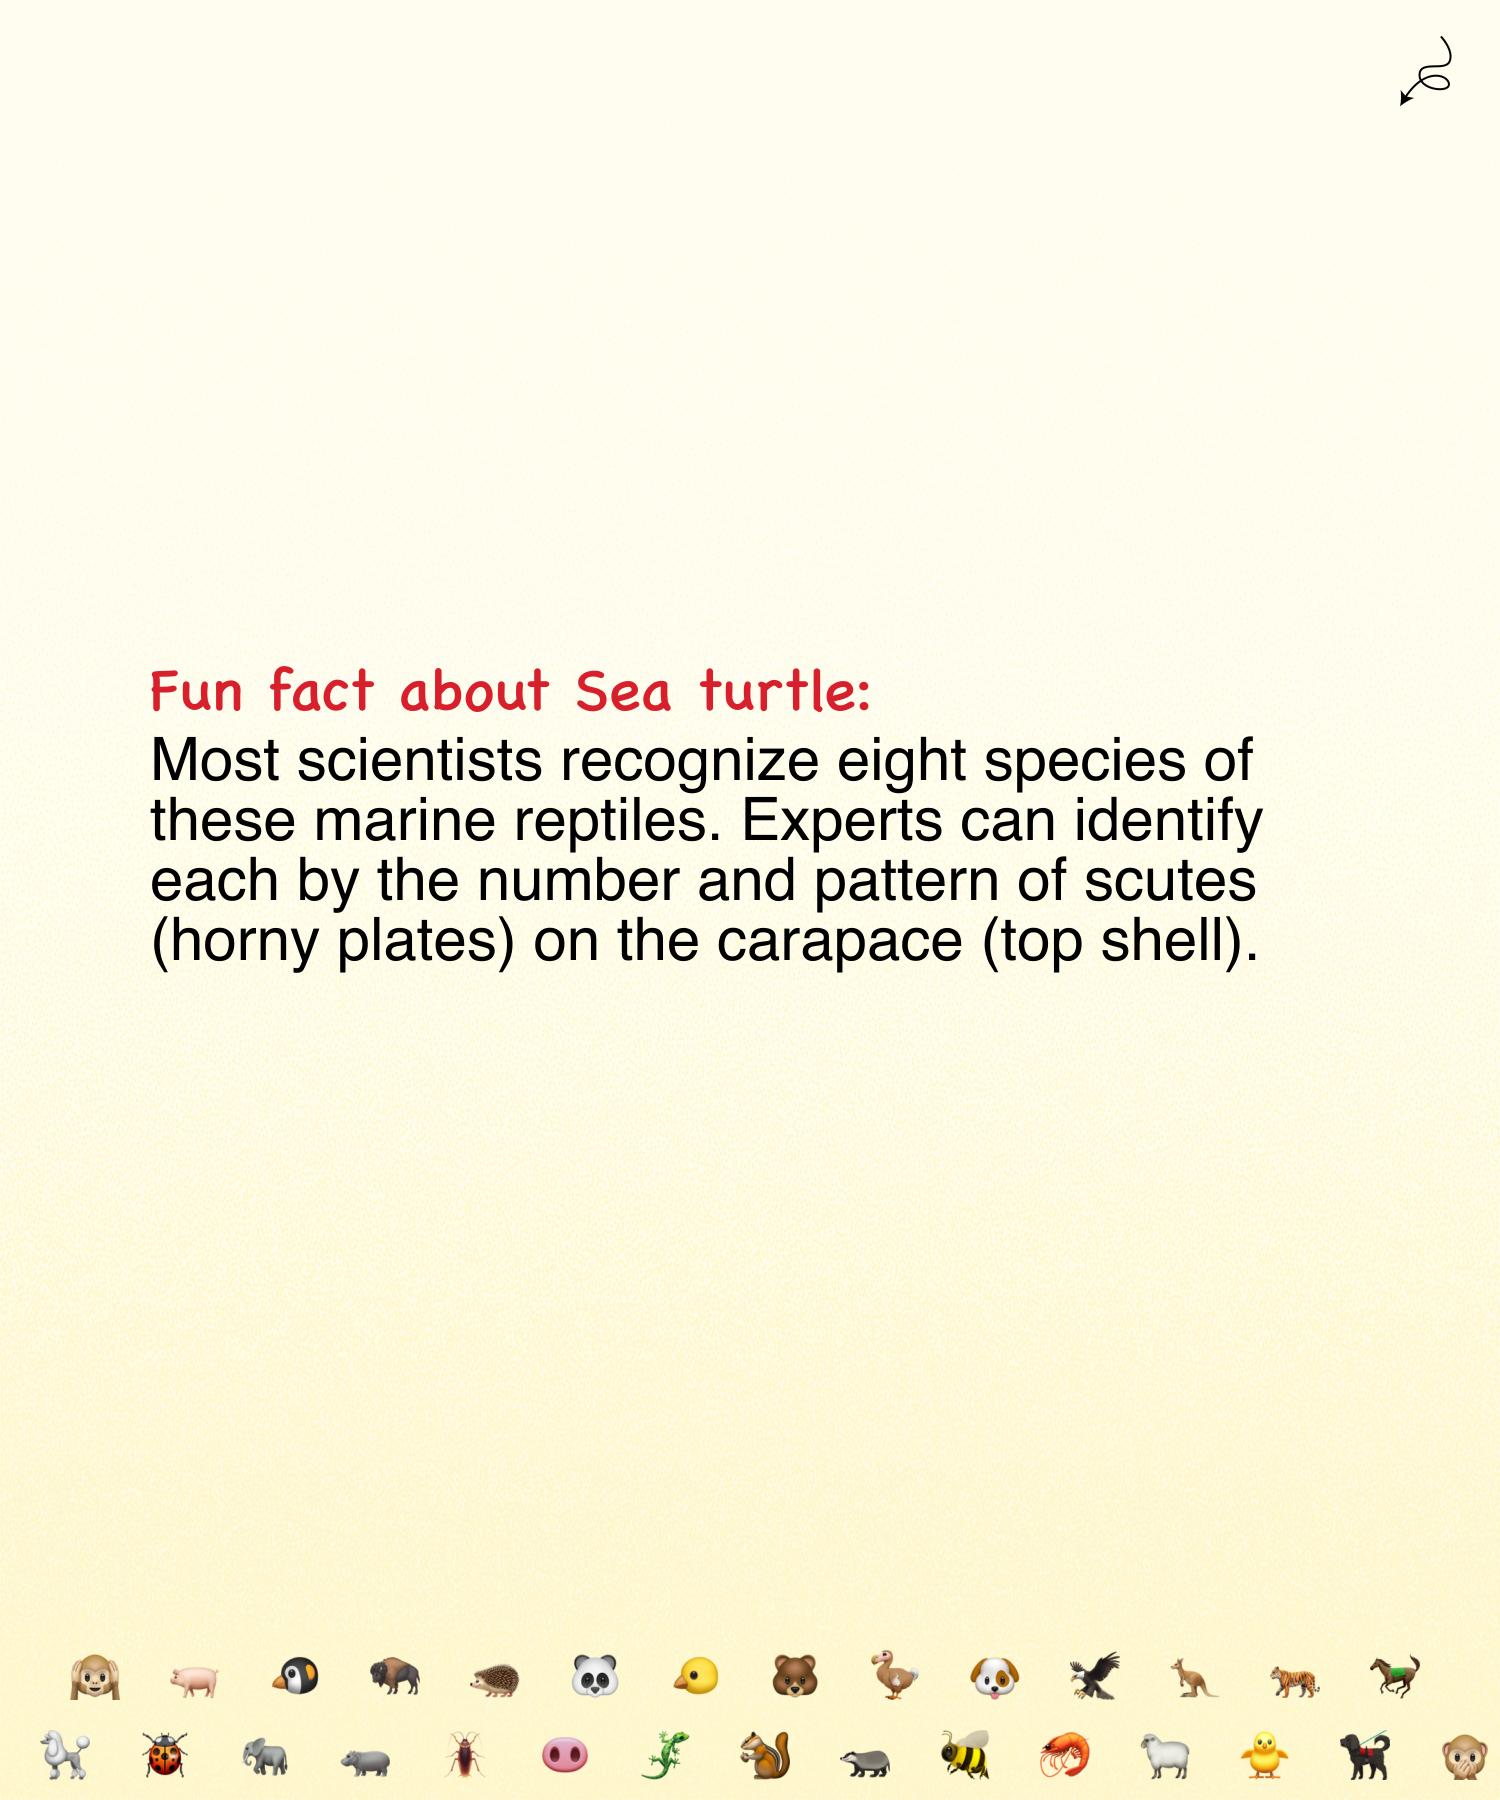 Fun fact about Sea turtle:
Most scientists recognize eight species of
these marine reptiles. Experts can identify
each by the number and pattern of scutes
(horny plates) on the carapace (top shell).